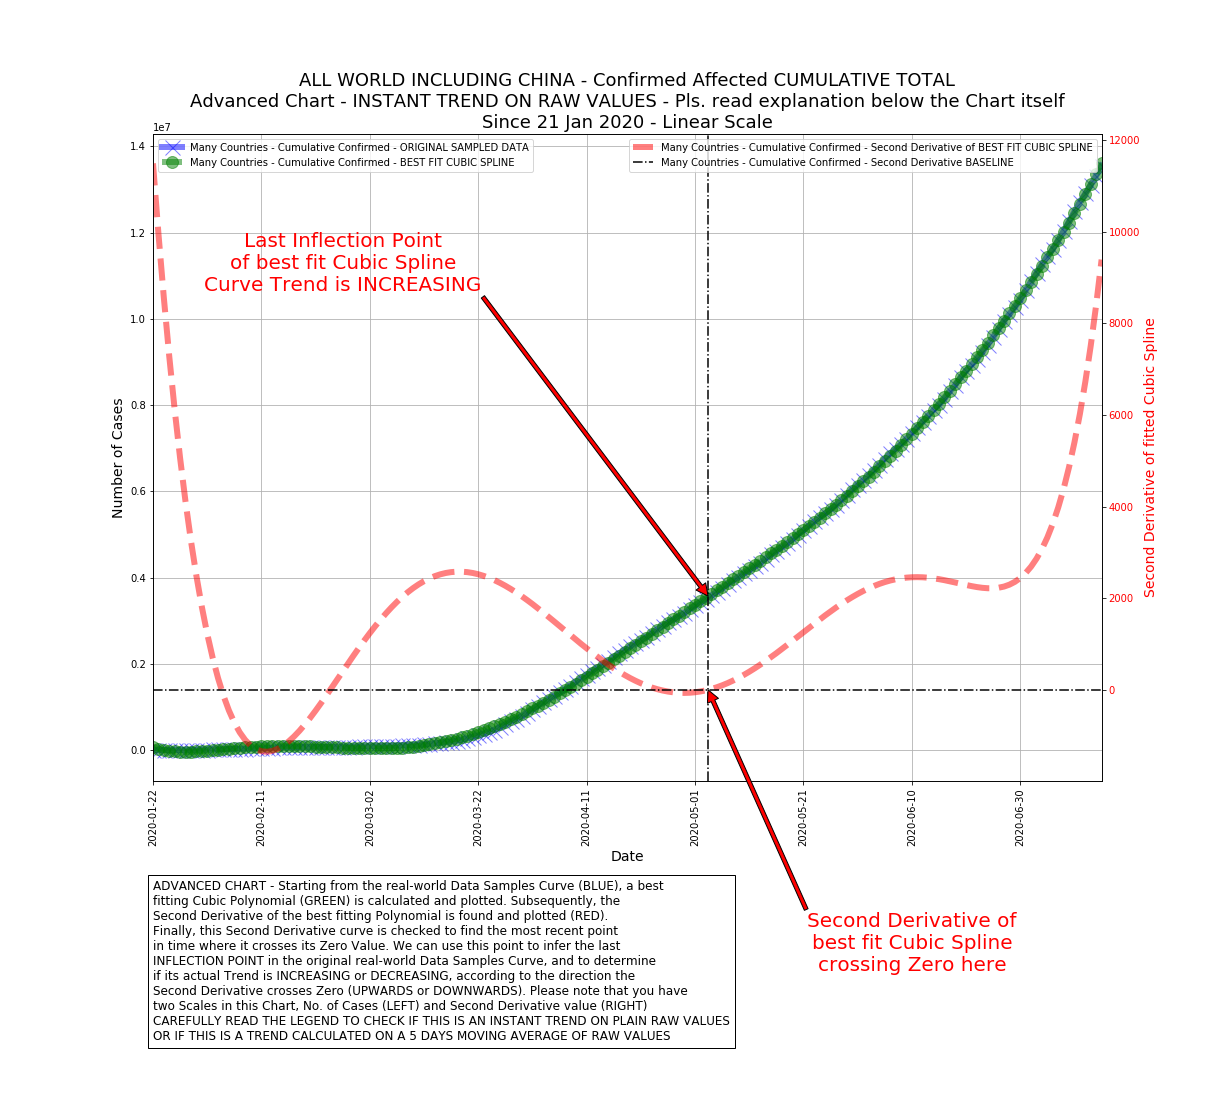 ALL WORLD INCLUDING CHINA - Confirmed Affected CUMULATIVE TOTAL
Advanced Chart - INSTANT TREND ON RAW VALUES - Pls. read explanation below the Chart itself
Since 21 Jan 2020 - Linear Scale
1e7
Many Countries - Cumulative Confirmed - ORIGINAL SAMPLED DATA
Many Countries - Cumulative Confirmed - BEST FIT CUBIC SPLINE
Many Countries - Cumulative Confirmed - Second Derivative of BEST FIT CUBIC SPLINE
Many Countries - Cumulative Confirmed - Second Derivative BASELINE
Last Inflection Point
of best fit Cubic Spline
Curve Trend is INCREASING
Number of Cases
1.4
1.2
1.0
0.8
0.6
0.4
0.2
0.0
12000
10000
8000
6000
4000
2000
0
Second Derivative of fitted Cubic Spline
2020-01-22
2020-02-11
2020-03-02
2020-03-22
2020-04-11
2020-05-01
2020-05-21
2020-06-10
2020-06-30
Date
ADVANCED CHART - Starting from the real-world Data Samples Curve (BLUE), a best
fitting Cubic Polynomial (GREEN) is calculated and plotted. Subsequently, the
Second Derivative of the best fitting Polynomial is found and plotted (RED).
Finally, this Second Derivative curve is checked to find the most recent point
in time where it crosses its Zero Value. We can use this point to infer the last
INFLECTION POINT in the original real-world Data Samples Curve, and to determine
if its actual Trend is INCREASING or DECREASING, according to the direction the
Second Derivative crosses Zero (UPWARDS or DOWNWARDS). Please note that you have
two Scales in this Chart, No. of Cases (LEFT) and Second Derivative value (RIGHT)
CAREFULLY READ THE LEGEND TO CHECK IF THIS IS AN INSTANT TREND ON PLAIN RAW VALUES
OR IF THIS IS A TREND CALCULATED ON A 5 DAYS MOVING AVERAGE OF RAW VALUES
Second Derivative of
best fit Cubic Spline
crossing Zero here